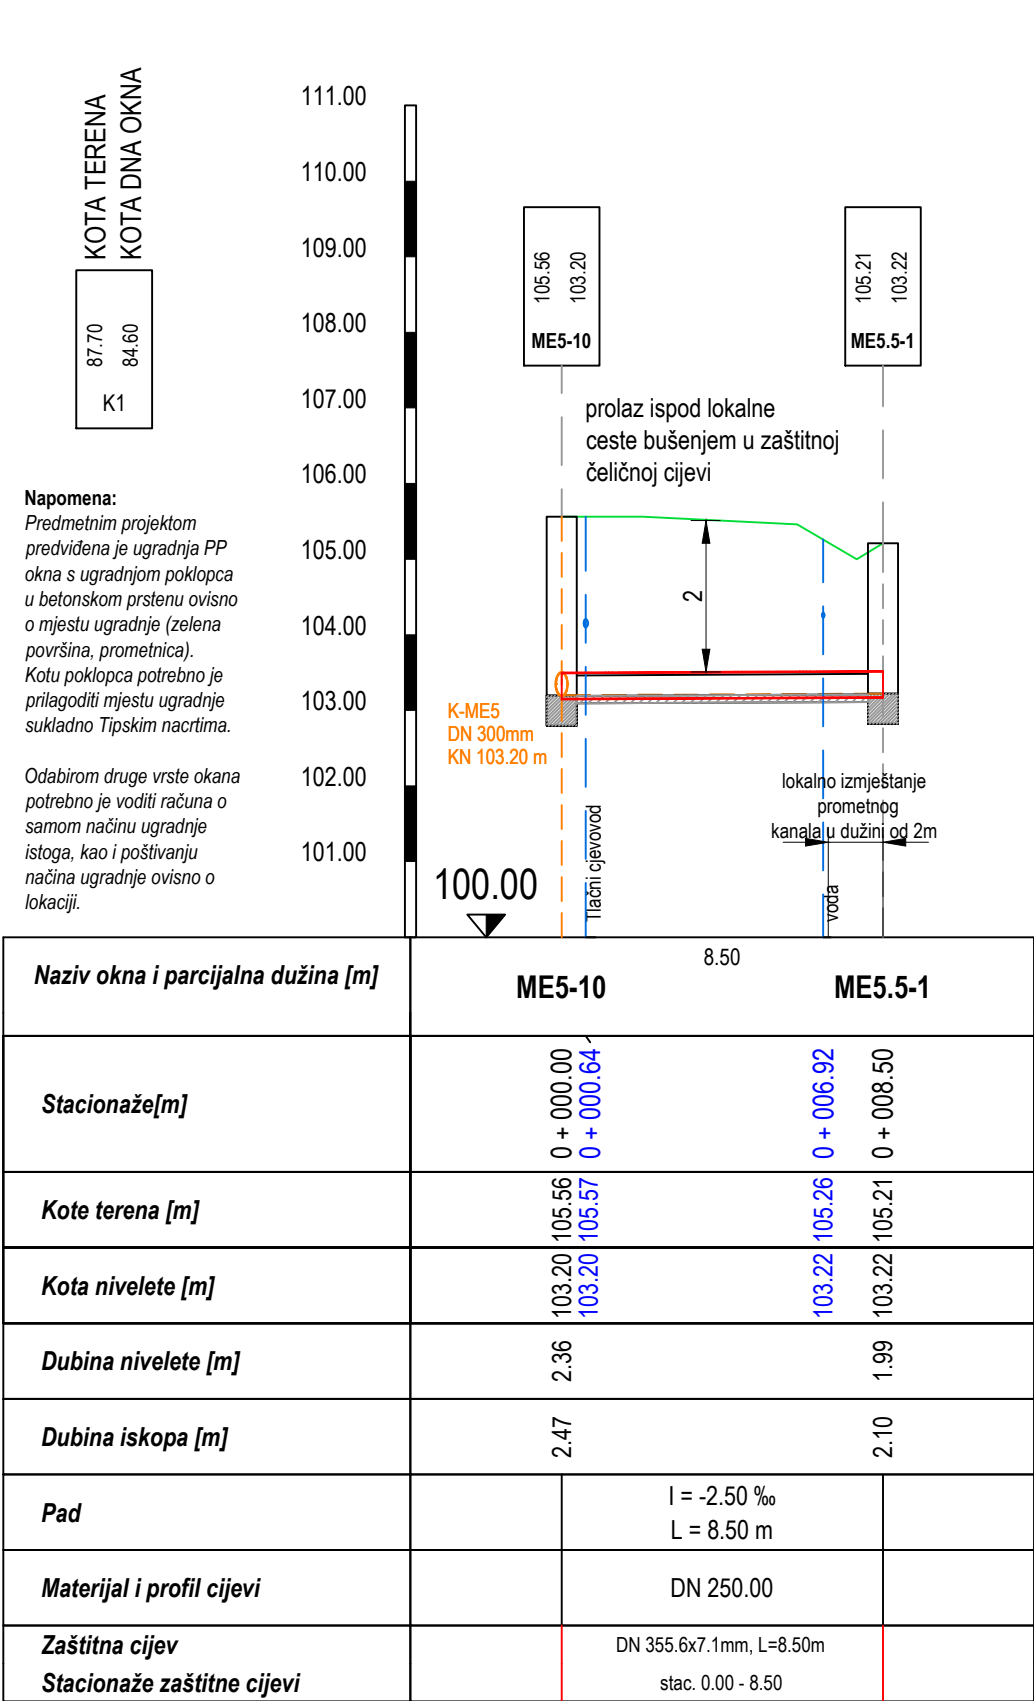 KOTA TERENA
KOTA DNA OKNA
87.70
84.60
K1
Napomena:
Predmetnim projektom
predviđena je ugradnja PP
okna s ugradnjom poklopca
u betonskom prstenu ovisno
o mjestu ugradnje (zelena
površina, prometnica).
Kotu poklopca potrebno je
prilagoditi mjestu ugradnje
sukladno Tipskim nacrtima.
Odabirom druge vrste okana
potrebno je voditi računa o
samom načinu ugradnje
istoga, kao i poštivanju
načina ugradnje ovisno o
lokaciji.
111.00
110.00
109.00
108.00
107.00
106.00
105.00
104.00
103.00
102.00
101.00
100.00
105.56
103.20
ME5-10
105.21
103.22
ME5.5-1
prolaz ispod lokalne
ceste bušenjem u zaštitnoj
čeličnoj cijevi
2
K-ME5
DN 300mm
KN 103.20 m
Tlačni cjevovod
lokalno izmještanje
prometnog
kanala u dužini od 2m
voda
Naziv okna i parcijalna dužina [m]
8.50
ME5-10
ME5.5-1
Stacionaže[m]
0 + 000.00
0 + 000.64
0 + 006.92
0 + 008.50
Kote terena [m]
105.56
105.57
105.26
105.21
Kota nivelete [m]
103.20
103.20
103.22
103.22
Dubina nivelete [m]
2.36
1.99
Dubina iskopa [m]
2.47
2.10
Pad
I = -2.50 ‰
L = 8.50 m
Materijal i profil cijevi
DN 250.00
Zaštitna cijev
DN 355.6x7.1mm, L=8.50m
Stacionaže zaštitne cijevi
stac. 0.00 - 8.50